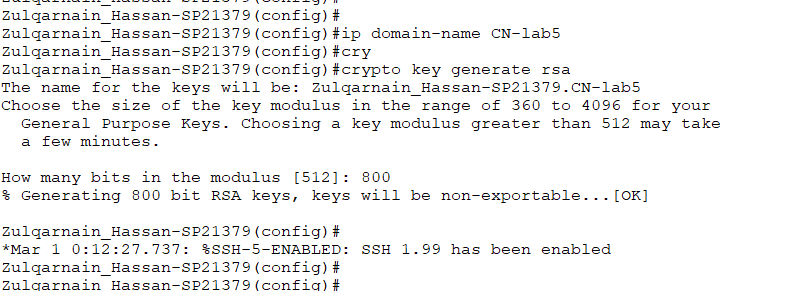 Zulqarnain_Hassan-SP21379(config)#
Zulqarnain_Hassan-SP21379(config)#
Zulqarnain_Hassan-SP21379(config)#ip domain-name CN-lab5
Zulqarnain_Hassan-SP21379(config)#cry
Zulqarnain_Hassan-SP21379(config)#crypto key generate rsa
The name for the keys will be: Zulqarnain_Hassan-SP21379.CN-lab5
Choose the size of the key modulus in the range of 360 to 4096 for your
  General Purpose Keys. Choosing a key modulus greater than 512 may take
  a few minutes.
How many bits in the modulus [512]: 800
% Generating 800 bit RSA keys, keys will be non-exportable...[OK]
Zulqarnain_Hassan-SP21379(config)#
*Mar 1 0:12:27.737: %SSH-5-ENABLED: SSH 1.99 has been enabled
Zulqarnain_Hassan-SP21379(config)#
Zulqarnain_Hassan-SP21379(config)#